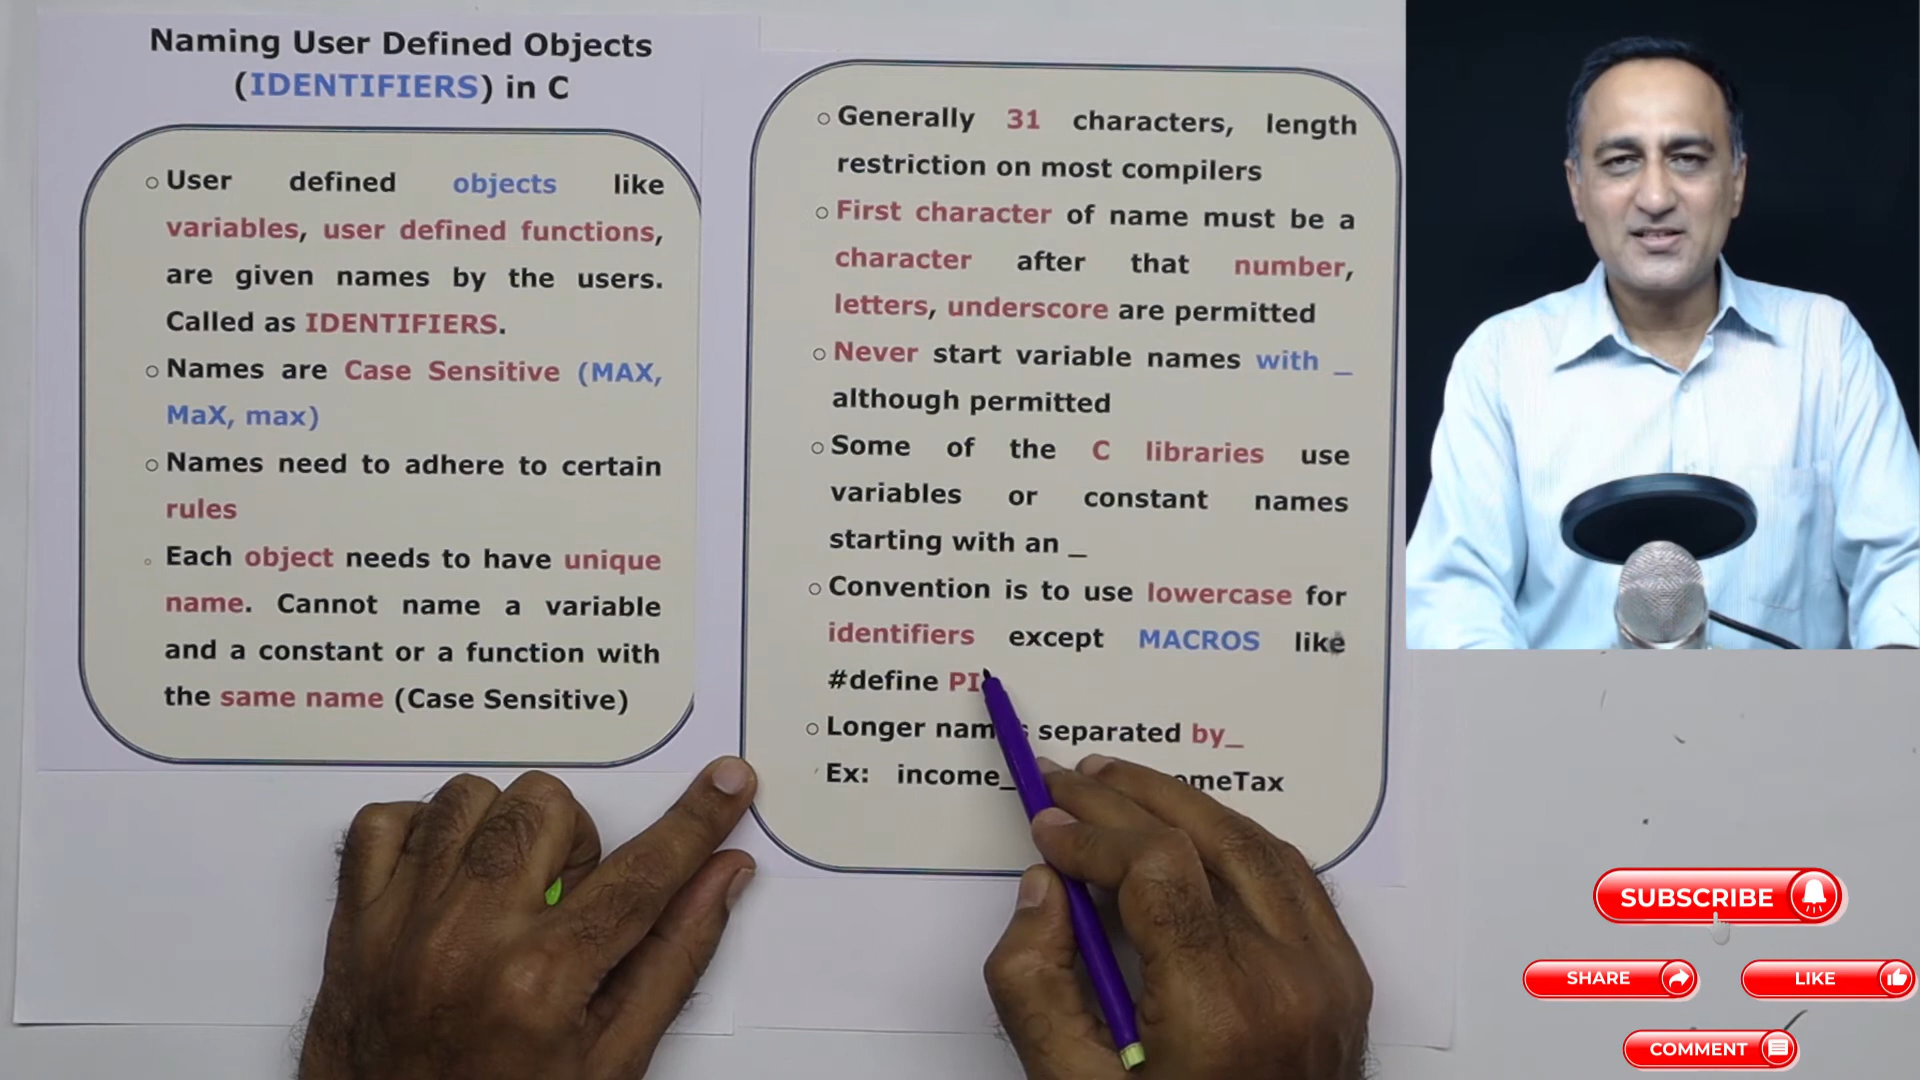 Naming User Defined Objects
(IDENTIFIERS) in C
User defined objects like
variables, user defined functions,
are given names by the users.
Called as IDENTIFIERS.
Names are Case Sensitive (MAX,
MaX, max)
Names need to adhere to certain
rules
Each object needs to have unique
name. Cannot name a variable
and a constant or a function with
the same name (Case Sensitive)
Generally 31 characters, length
restriction on most compilers
First character of name must be a
character after that number,
letters, underscore are permitted
Never start variable names with _
although permitted
Some of the C libraries use
variables or constant names
starting with an _
Convention is to use lowercase for
identifiers except MACROS like
#define PI
Longer separated by_
Ex: income_
SUBSCRIBE
SHARE
LIKE
COMMENT